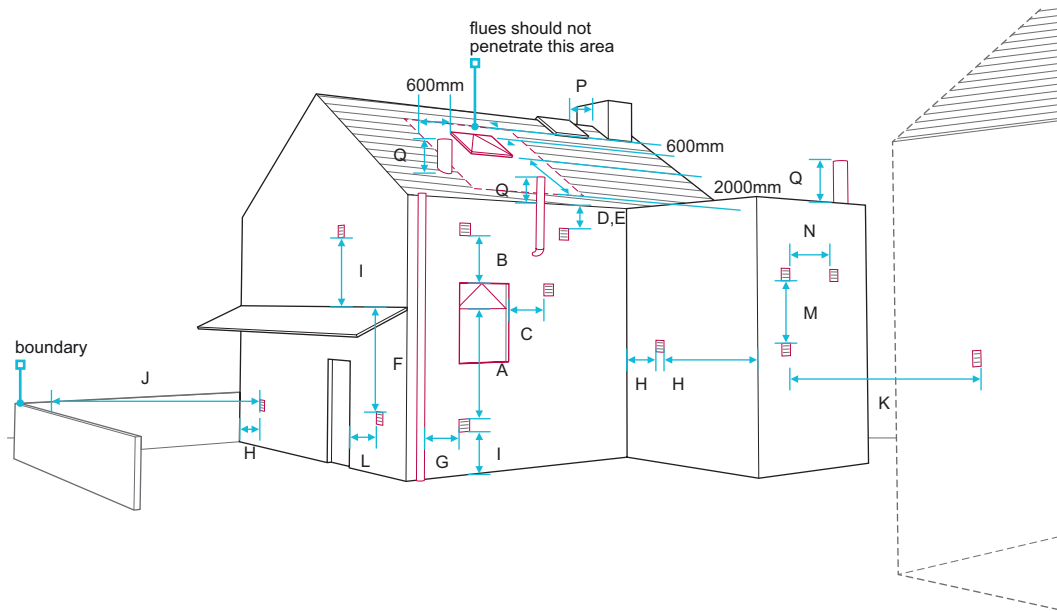 flues should not
penetrate this area
600mm
P
Q
600mm
Q
2000mm
Q
D,E
N
I
B
M
C
boundary
J
F
A
H
H
K
H
L
G
I